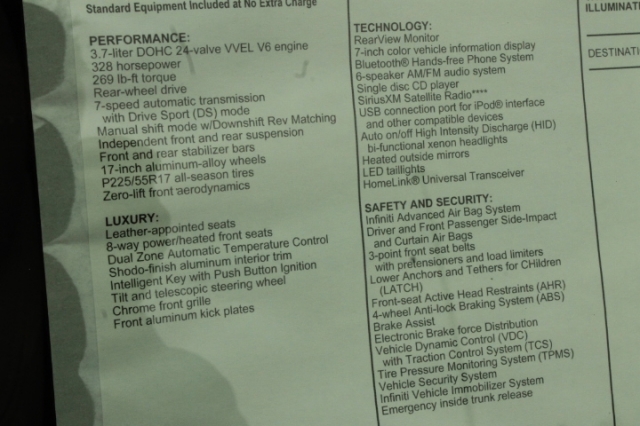 Standard Equipment Included at No Extra Charge
PERFORMANCE:
3.7-liter DOHC 24-valve VVEL V6 engine
328 horsepower
269 lb-ft torque
Rear-wheel drive
7-speed automatic transmission
with Drive Sport (DS) mode
Manual shift mode w/Downshift Rev Matching
Independent front and rear suspension
Front and rear stabilizer bars
17-inch aluminum-alloy wheels
P225/55R17 all-season tires
Zero-lift front aerodynamics
LUXURY:
Leather-appointed seats
8-way power/heated front seats
Dual Zone Automatic Temperature Control
Shodo-finish aluminum interior trim
Intelligent Key with Push Button Ignition
Tilt and telescopic steering wheel
Chrome front grille
Front aluminum kick plates
TECHNOLOGY:
RearView Monitor
7-inch color vehicle information display
Bluetooth® Hands-free Phone System
6-speaker AM/FM audio system
Single disc CD player
SiriusXM Satellite Radio****
USB connection port for iPod® interface
and other compatible devices
Auto on/off High Intensity Discharge (HID)
bi-functional xenon headlights
Heated outside mirrors
LED taillights
HomeLink® Universal Transceiver
SAFETY AND SECURITY:
Infiniti Advanced Air Bag System
Driver and Front Passenger Side-Impact
and Curtain Air Bags
3-point front seat belts
with pretensioners and load limiters
Lower Anchors and Tethers for CHildren
(LATCH)
Front-seat Active Head Restraints (AHR)
4-wheel Anti-lock Braking System (ABS)
Brake Assist
Electronic Brake force Distribution
Vehicle Dynamic Control (VDC)
with Traction Control System (TCS)
Tire Pressure Monitoring System (TPMS)
Vehicle Security System
Infiniti Vehicle Immobilizer System
Emergency inside trunk release
ILLUMINAT
DESTINATI